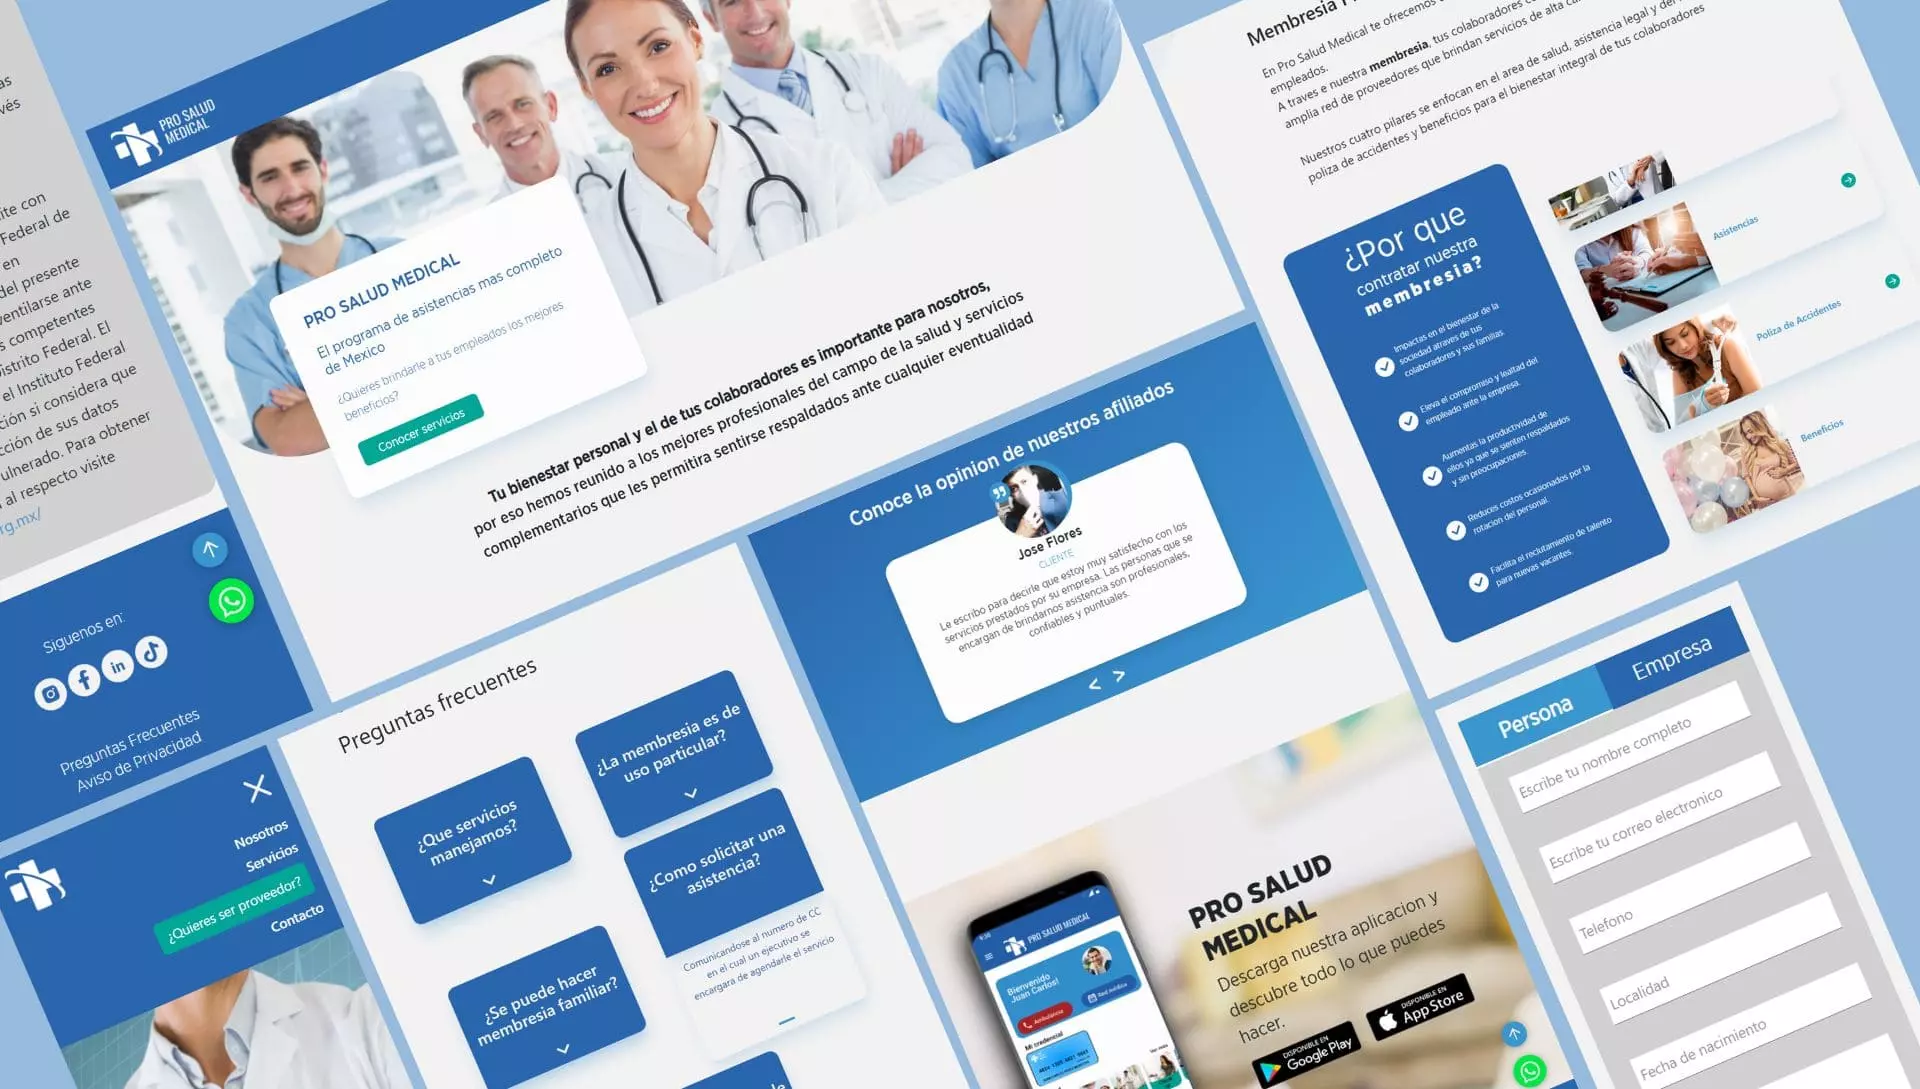 ite con
Federal de
en
del presente
ventilarse ante
s competentes
Distrito Federal. El
el Instituto Federal
ción si considera que
cción de sus datos
ulnerado. Para obtener
al respecto visite
rg.mx/
Siguenos en:
Preguntas Frecuentes
Aviso de Privacidad
Nosotros
Servicios
¿Quieres ser proveedor?
Contacto
PRO SALUD
MEDICAL
PRO SALUD MEDICAL
El programa de asistencias mas completo
de Mexico
¿Quieres brindarle a tus empleados los mejores
beneficios?
Conocer servicios
Tu bienestar personal y el de tus colaboradores es importante para nosotros,
por eso hemos reunido a los mejores profesionales del campo de la salud y servicios
complementarios que les permitira sentirse respaldados ante cualquier eventualidad
Preguntas frecuentes
¿Que servicios
manejamos?
¿La membresia es de
uso particular?
¿Como solicitar una
asistencia?
Comunicandose al numero de CC
en el cual un ejecutivo se
encargara de agendarle el servicio
¿Se puede hacer
membresia familiar?
Conoce la opinion de nuestros afiliados
Jose Flores
CLIENTE
Le escribo para decirle que estoy muy satisfecho con los
servicios prestados por su empresa. Las personas que se
encargan de brindarnos asistencia son profesionales,
confiables y puntuales.
< >
PRO SALUD MEDICAL
Bienvenido
Juan Carlos!
Ambulancia
Red médica
Mi credencial
PRO SALUD
MEDICAL
Descarga nuestra aplicacion y
descubre todo lo que puedes
hacer.
DISPONIBLE EN
Google Play
DISPONIBLE EN
App Store
Membresia
En Pro Salud Medical te ofrecemos
empleados.
A traves e nuestra membresia, tus colaboradores
amplia red de proveedores que brindan servicios de alta
Nuestros cuatro pilares se enfocan en el area de salud, asistencia legal y del
poliza de accidentes y beneficios para el bienestar integral de tus colaboradores
¿Por que
contratar nuestra
membresia?
Impactas en el bienestar de la
sociedad a traves de tus
colaboradores y sus familias.
Eleva el compromiso y lealtad del
empleado ante la empresa.
Aumentas la productividad de
ellos ya que se sienten respaldados
y sin preocupaciones.
Reduces costos ocasionados por la
rotacion del personal.
Facilita el reclutamiento de talento
para nuevas vacantes.
Asistencias
Poliza de Accidentes
Beneficios
Persona
Empresa
Escribe tu nombre completo
Escribe tu correo electronico
Telefono
Localidad
Fecha de nacimiento